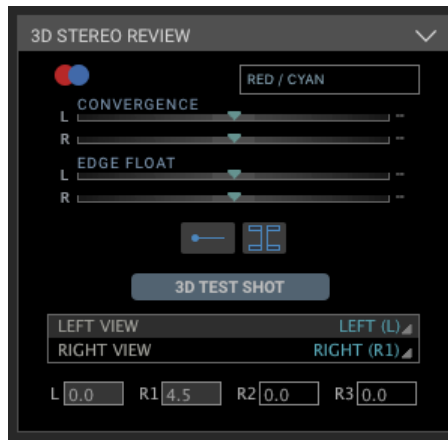 3D STEREO REVIEW
RED / CYAN
CONVERGENCE
L --
R --
EDGE FLOAT
L --
R --
3D TEST SHOT
LEFT VIEW LEFT (L)
RIGHT VIEW RIGHT (R1)
L 0.0 R1 4.5 R2 0.0 R3 0.0